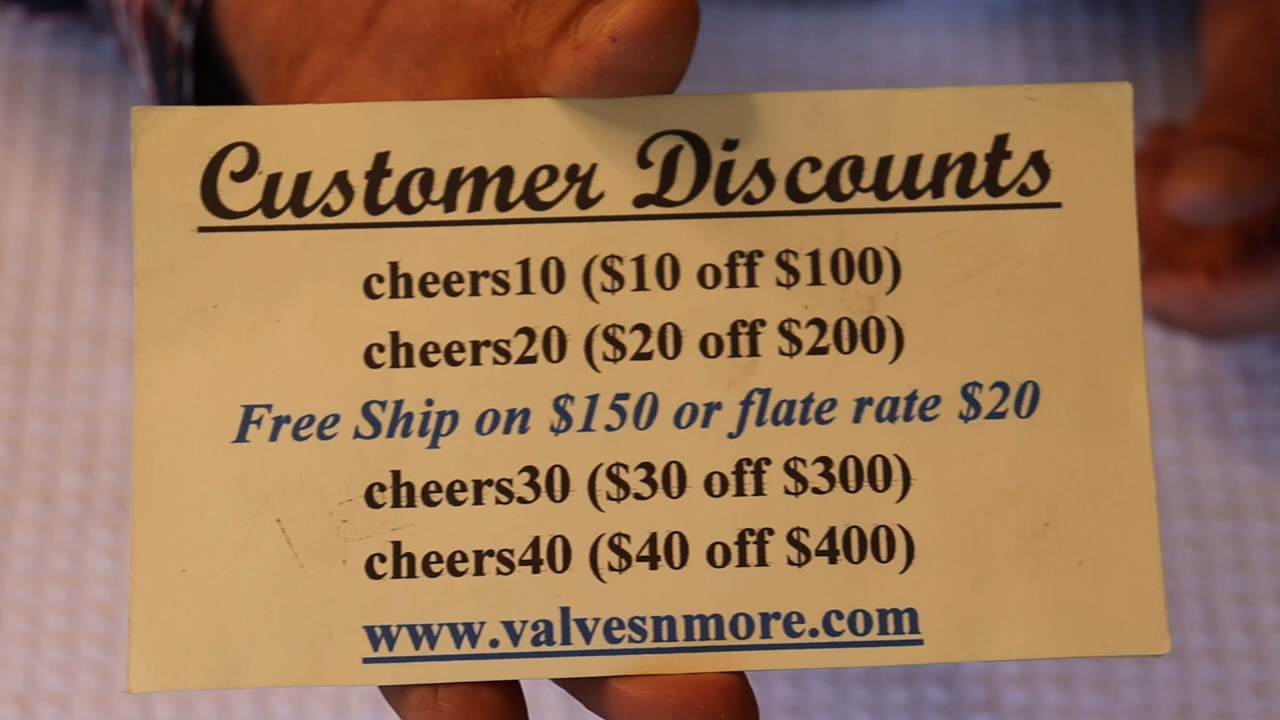 Customer Discounts
cheers10 ($10 off $100)
cheers20 ($20 off $200)
Free Ship on $150 or flate rate $20
cheers30 ($30 off $300)
cheers40 ($40 off $400)
www.valvesnmore.com